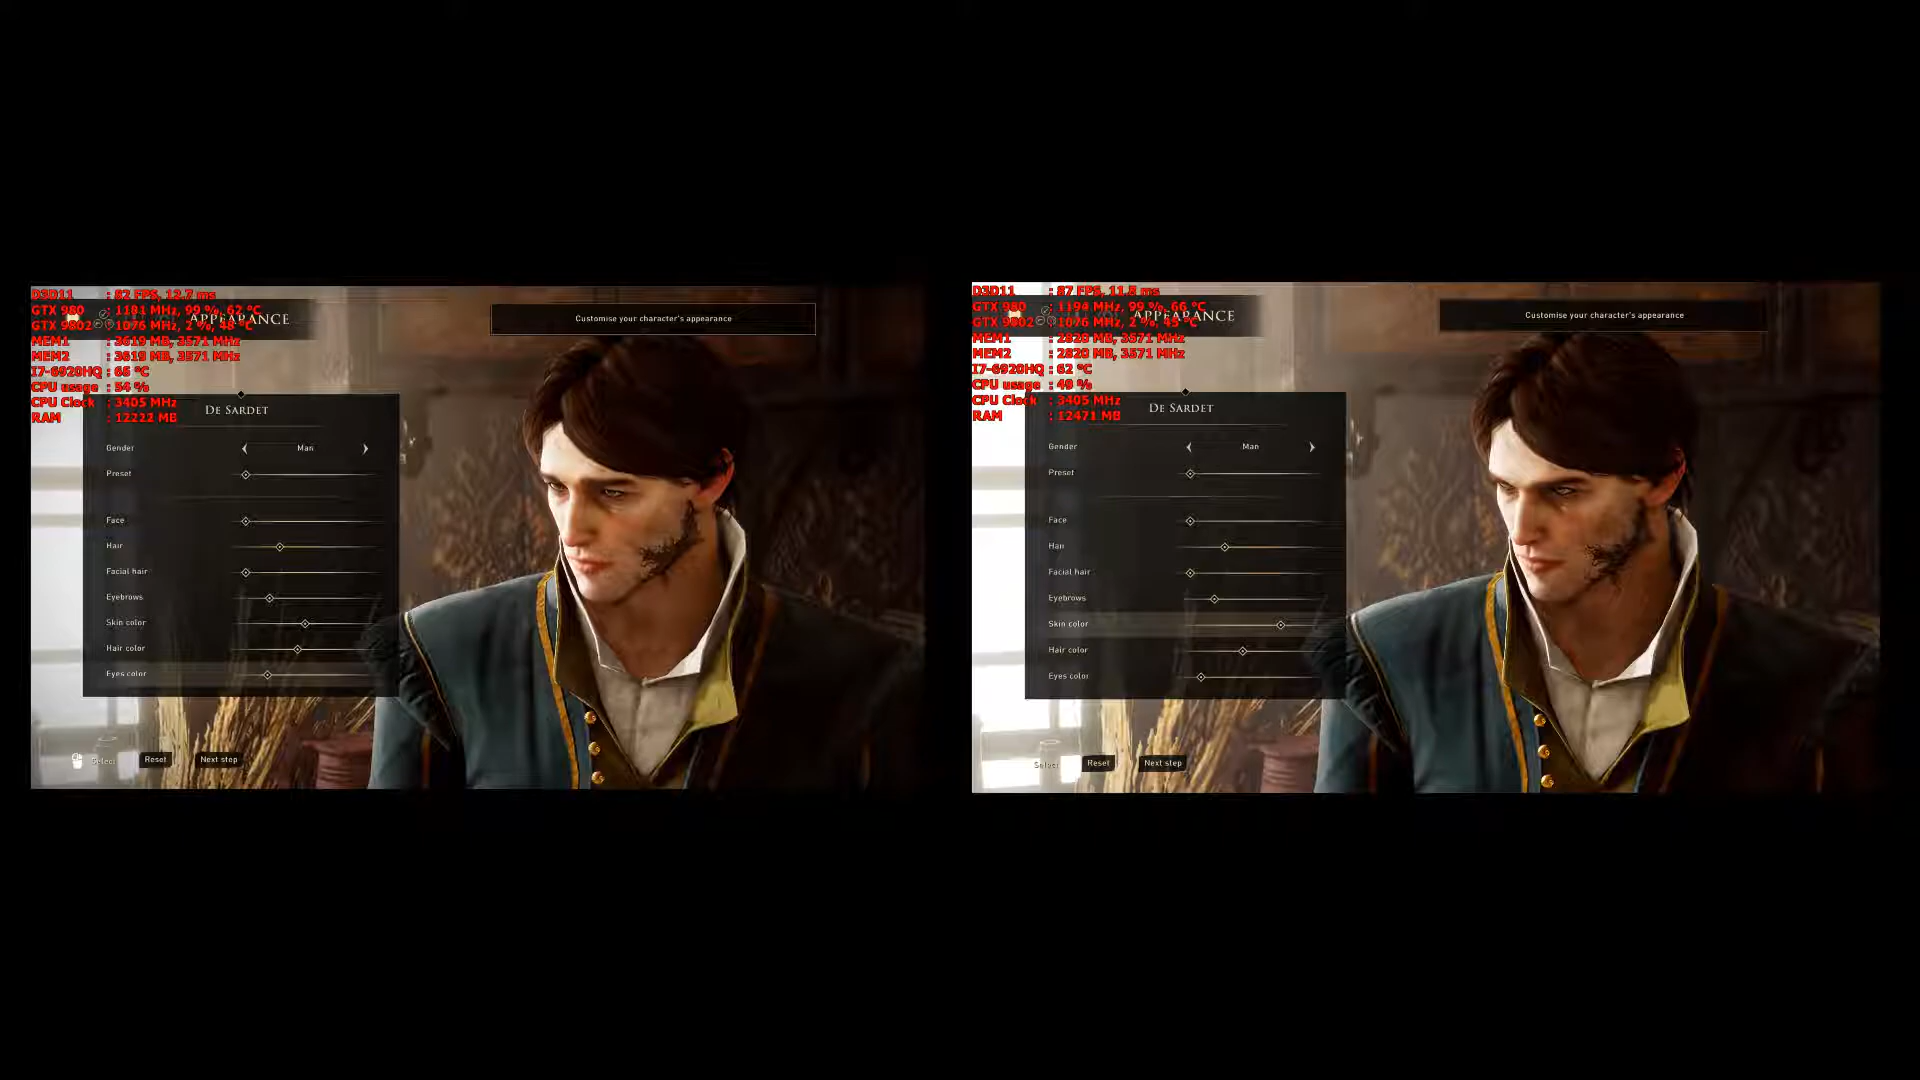 D3D11 : 82 FPS, 12.7 ms
GTX 980 : 1181 MHz, 99 %, 62 °C
GTX 9802 : 1076 MHz, 2 %, 48 °C
APPEARANCE
MEM1 : 3619 MB, 3571 MHz
MEM2 : 3619 MB, 3571 MHz
I7-6920HQ : 66 °C
CPU usage : 54 %
CPU Clock : 3405 MHz
RAM : 12222 MB
Customise your character's appearance
De Sardet
Gender Man
Preset
Face
Hair
Facial hair
Eyebrows
Skin color
Hair color
Eyes color
Select Reset Next step
D3D11 : 87 FPS, 11.8 ms
GTX 980 : 1194 MHz, 99 %, 66 °C
GTX 9802 : 1076 MHz, 2 %, 45 °C
APPEARANCE
MEM1 : 2820 MB, 3571 MHz
MEM2 : 2820 MB, 3571 MHz
I7-6920HQ : 62 °C
CPU usage : 48 %
CPU Clock : 3405 MHz
RAM : 12471 MB
Customise your character's appearance
De Sardet
Gender Man
Preset
Face
Hair
Facial hair
Eyebrows
Skin color
Hair color
Eyes color
Select Reset Next step